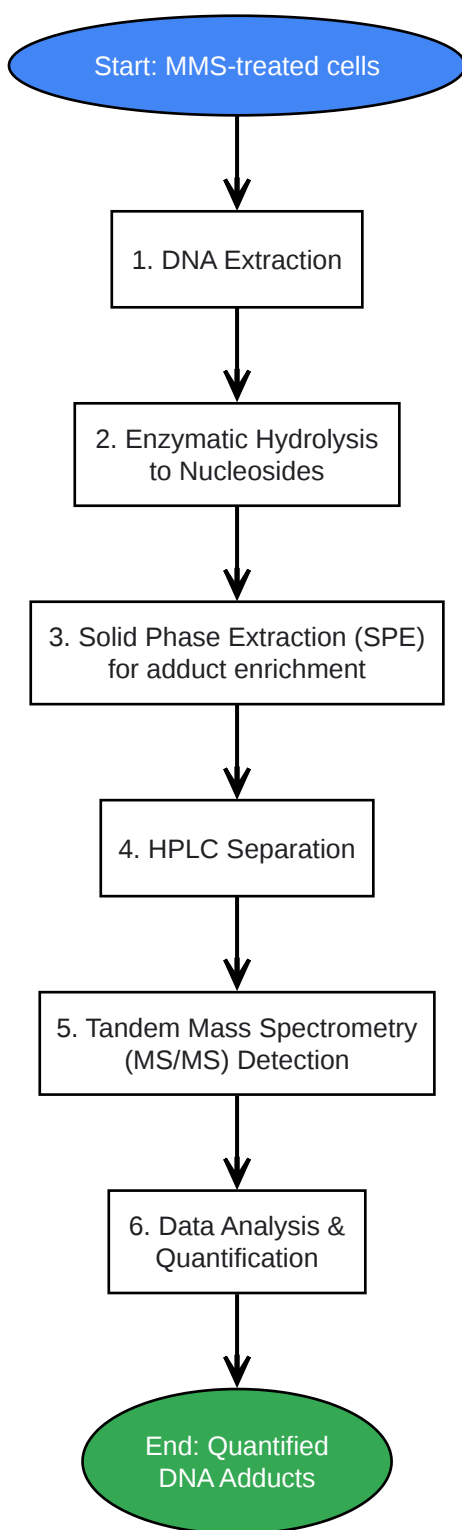 Start: MMS-treated cells
1. DNA Extraction
2. Enzymatic Hydrolysis
to Nucleosides
3. Solid Phase Extraction (SPE)
for adduct enrichment
4. HPLC Separation
5. Tandem Mass Spectrometry
(MS/MS) Detection
6. Data Analysis &
Quantification
End: Quantified
DNA Adducts